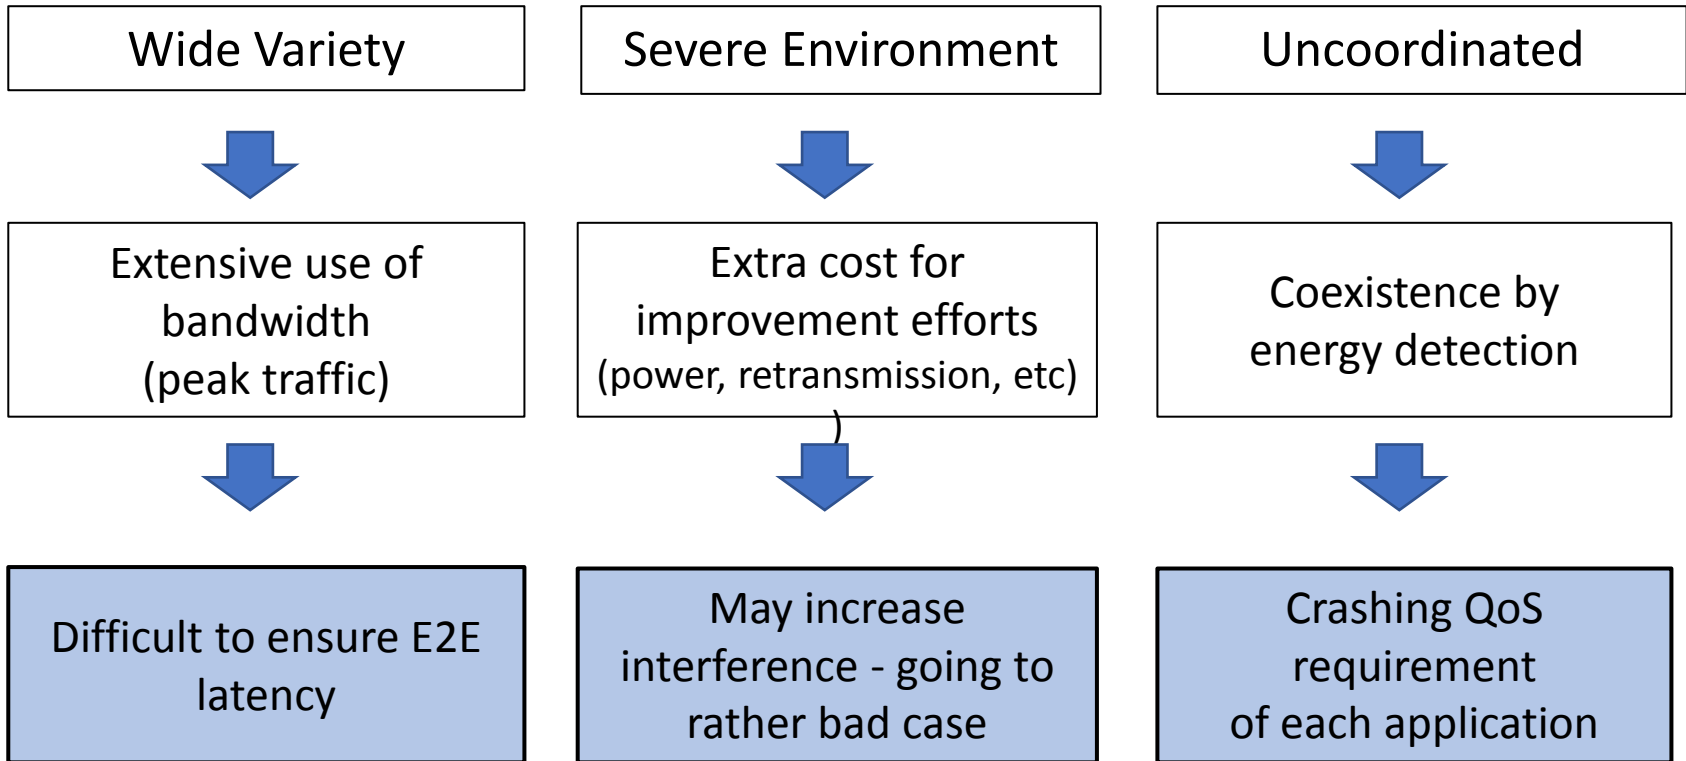 Wide Variety
Severe Environment
Uncoordinated
Extensive use of
bandwidth
(peak traffic)
Extra cost for
improvement efforts
(power, retransmission, etc)
)
Coexistence by
energy detection
Difficult to ensure E2E
latency
May increase
interference - going to
rather bad case
Crashing QoS
requirement
of each application